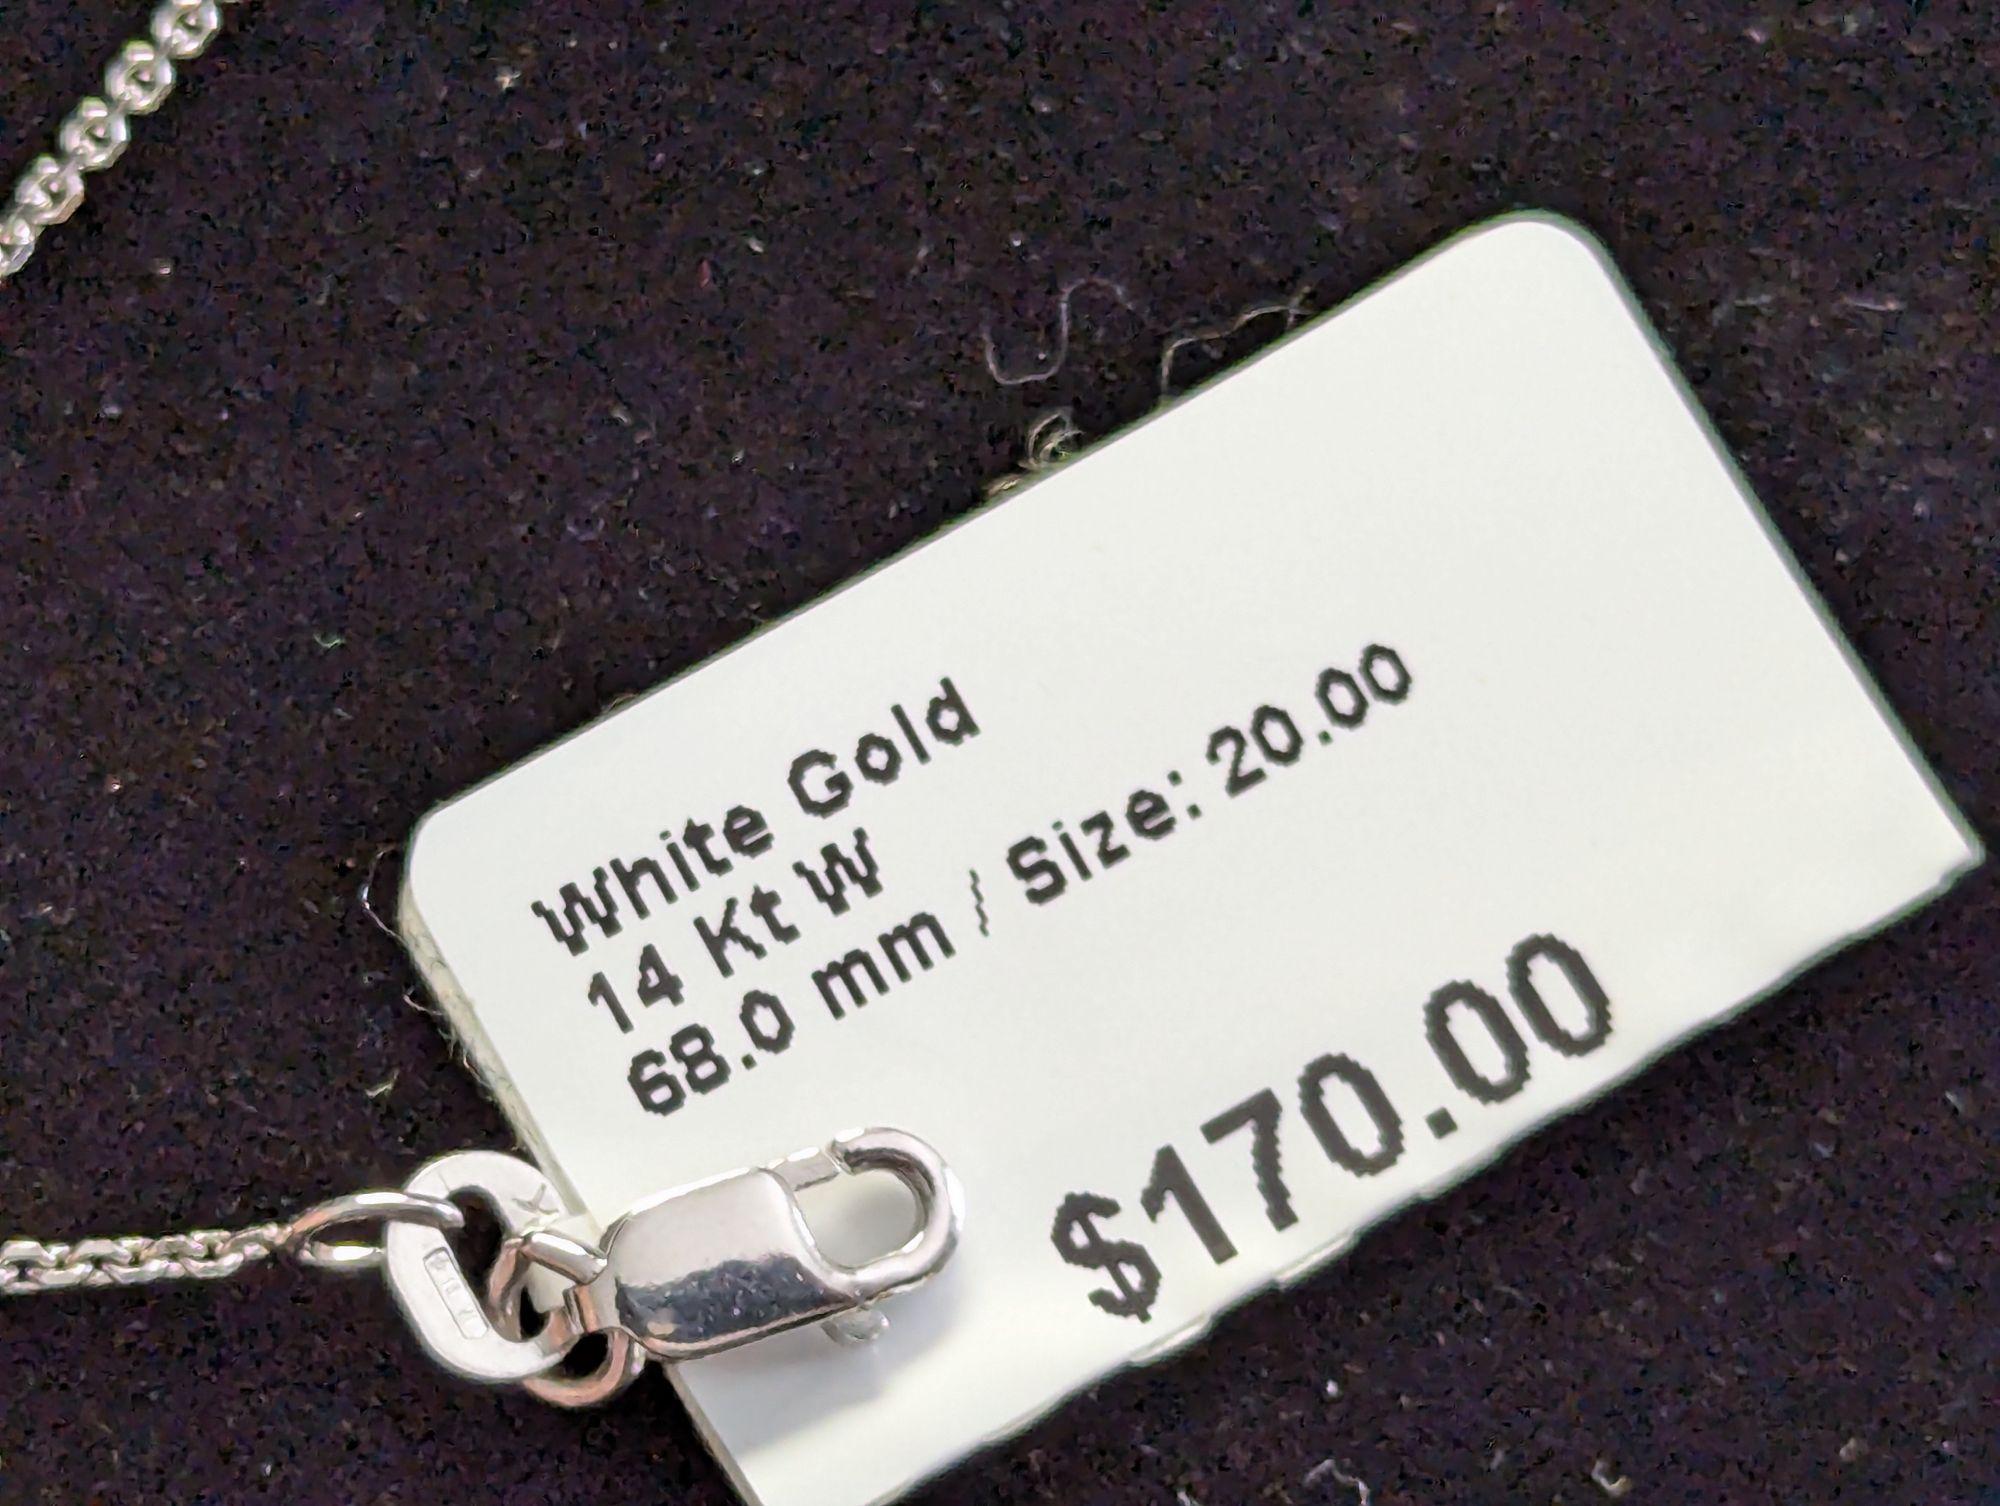 White Gold
14 Kt W
68.0 mm / Size: 20.00
$170.00